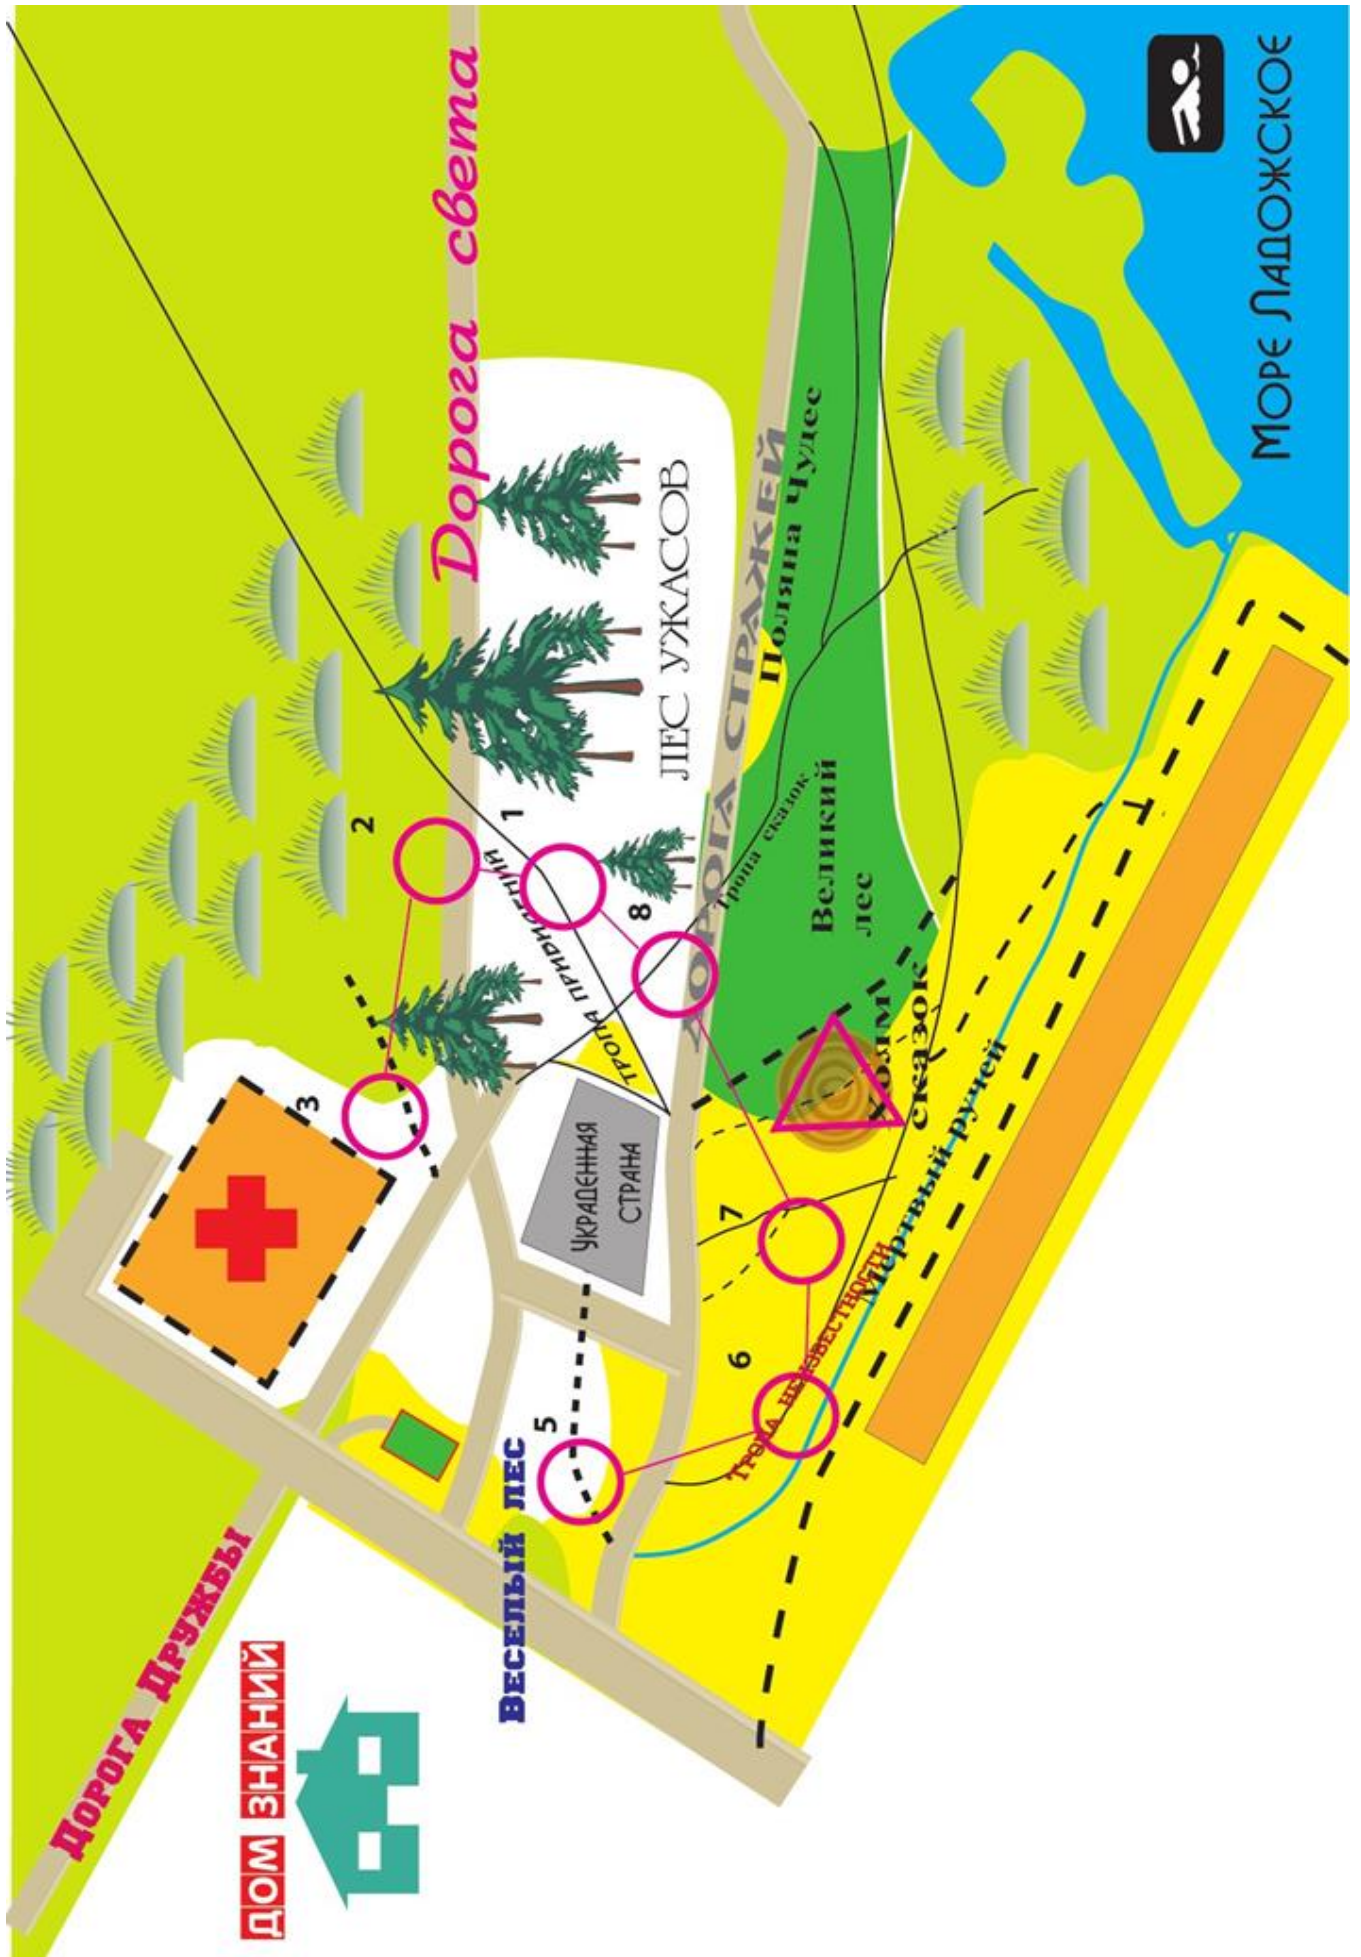 Дорога Дружбы
ДОМ ЗНАНИЙ
Дорога света
2
3
1
ТРОПА ПРИВИДЕНИЙ
8
ЛЕС УЖАСОВ
ВЕСЕЛЫЙ ЛЕС
5
УКРАДЕННАЯ
СТРАНА
ДОРОГА СТРАЖЕЙ
Поляна Чудес
Тропа сказок
Великий
лес
7
6
Холм
сказок
Тропа неизвестности
Мертвый ручей
МОРЕ ЛАДОЖСКОЕ